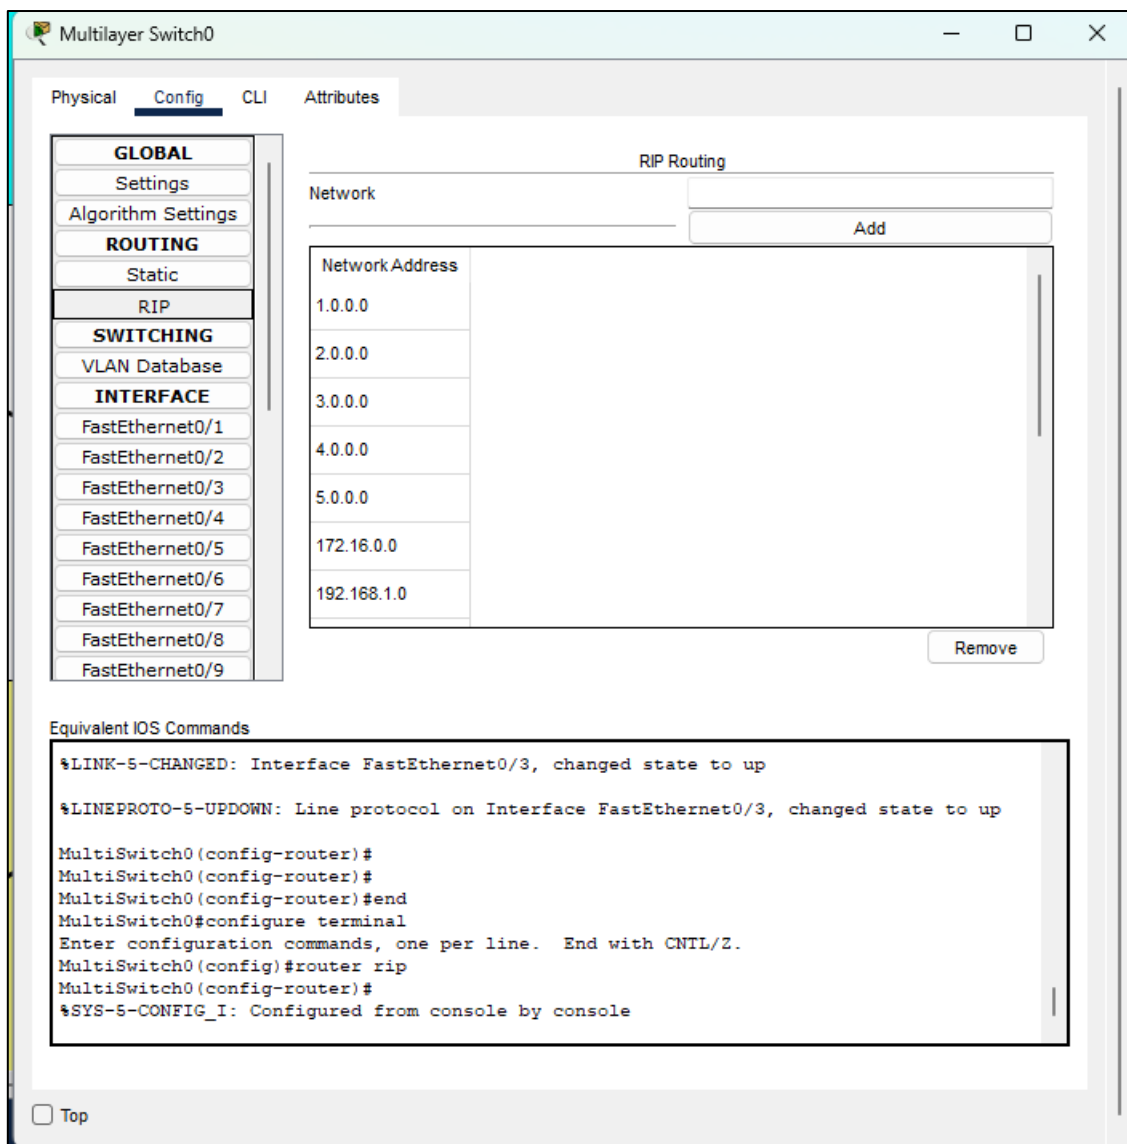 Multilayer Switch0
Physical Config CLI Attributes
GLOBAL
Settings
Algorithm Settings
ROUTING
Static
RIP
SWITCHING
VLAN Database
INTERFACE
FastEthernet0/1
FastEthernet0/2
FastEthernet0/3
FastEthernet0/4
FastEthernet0/5
FastEthernet0/6
FastEthernet0/7
FastEthernet0/8
FastEthernet0/9
RIP Routing
Network
Add
Network Address
1.0.0.0
2.0.0.0
3.0.0.0
4.0.0.0
5.0.0.0
172.16.0.0
192.168.1.0
Remove
Equivalent IOS Commands
%LINK-5-CHANGED: Interface FastEthernet0/3, changed state to up
%LINEPROTO-5-UPDOWN: Line protocol on Interface FastEthernet0/3, changed state to up
MultiSwitch0(config-router)#
MultiSwitch0(config-router)#
MultiSwitch0(config-router)#end
MultiSwitch0#configure terminal
Enter configuration commands, one per line. End with CNTL/Z.
MultiSwitch0(config)#router rip
MultiSwitch0(config-router)#
%SYS-5-CONFIG_I: Configured from console by console
Top